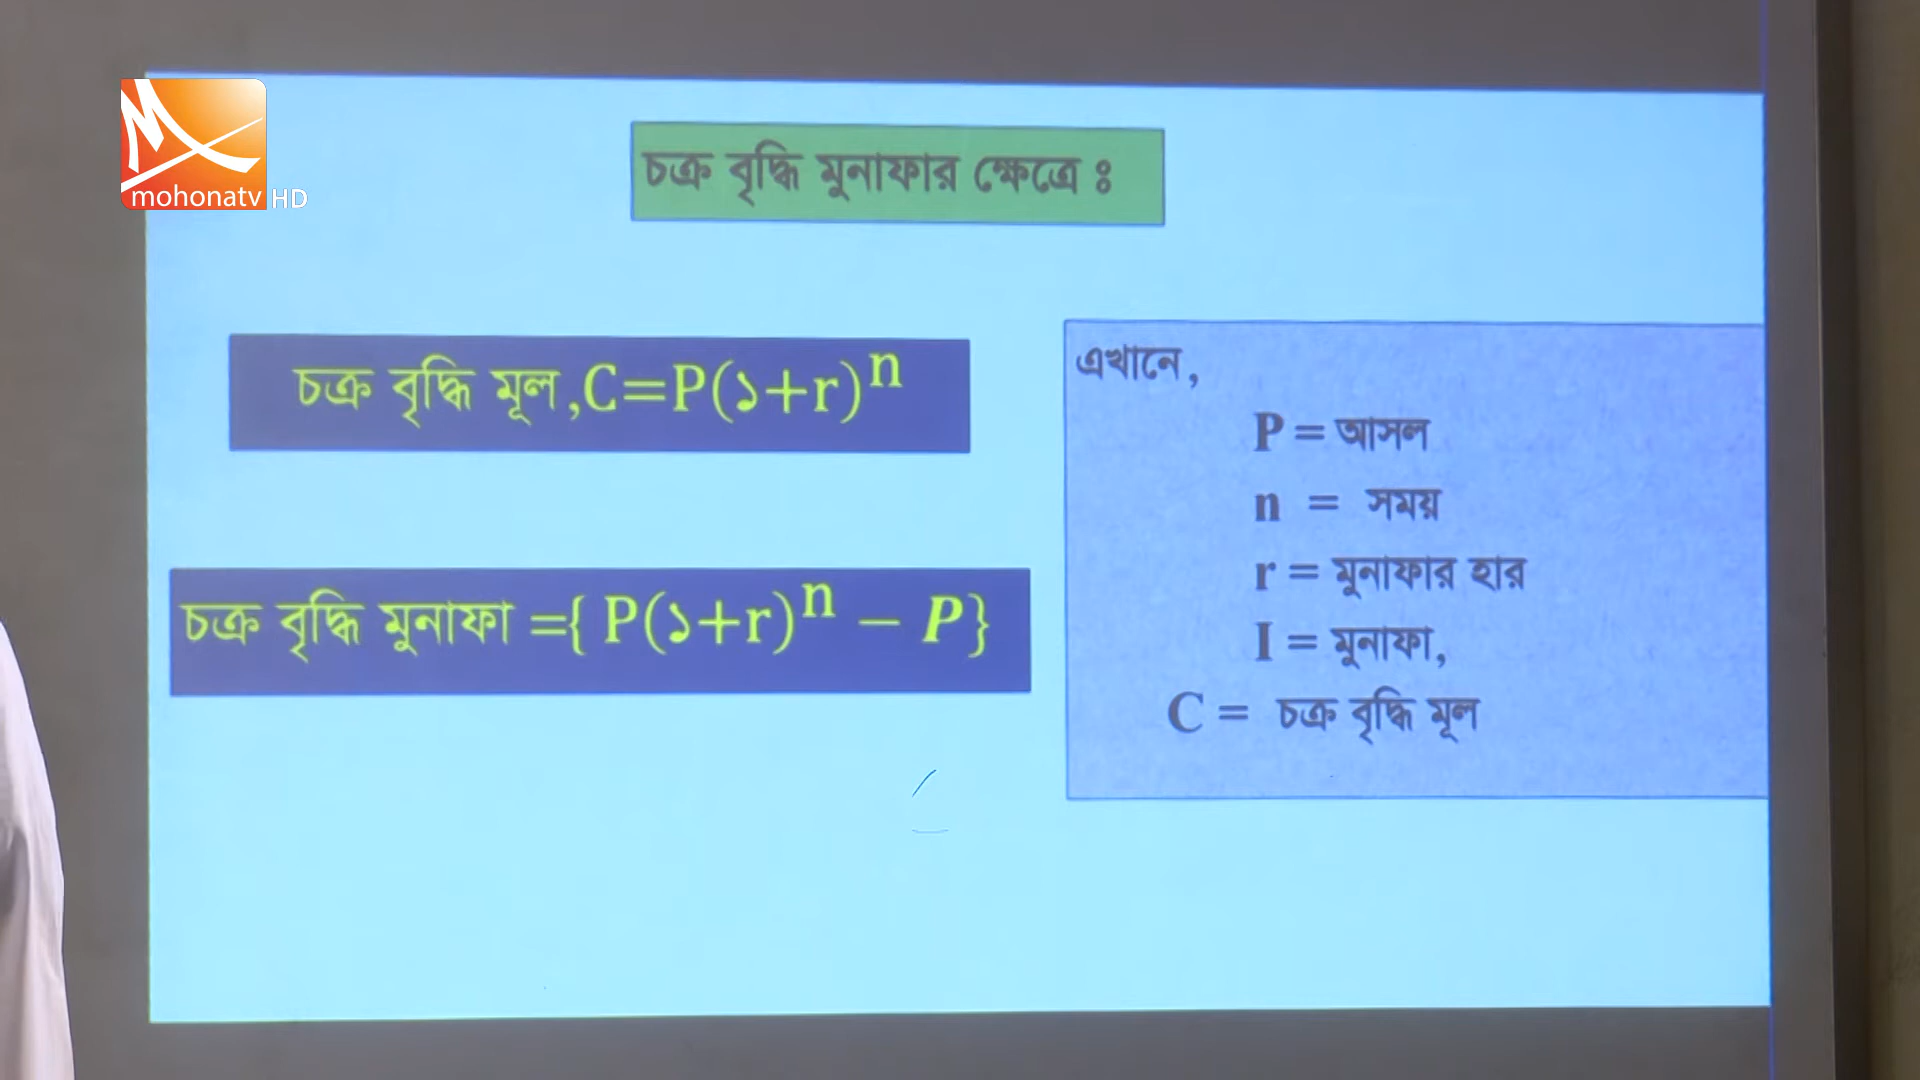 mohonatv HD
চক্র বৃদ্ধি মুনাফার ক্ষেত্রে ঃ
চক্র বৃদ্ধি মূল,C=P(১+r)^n
চক্র বৃদ্ধি মুনাফা ={ P(১+r)^n − P}
এখানে,
P = আসল
n = সময়
r = মুনাফার হার
I = মুনাফা,
C = চক্র বৃদ্ধি মূল